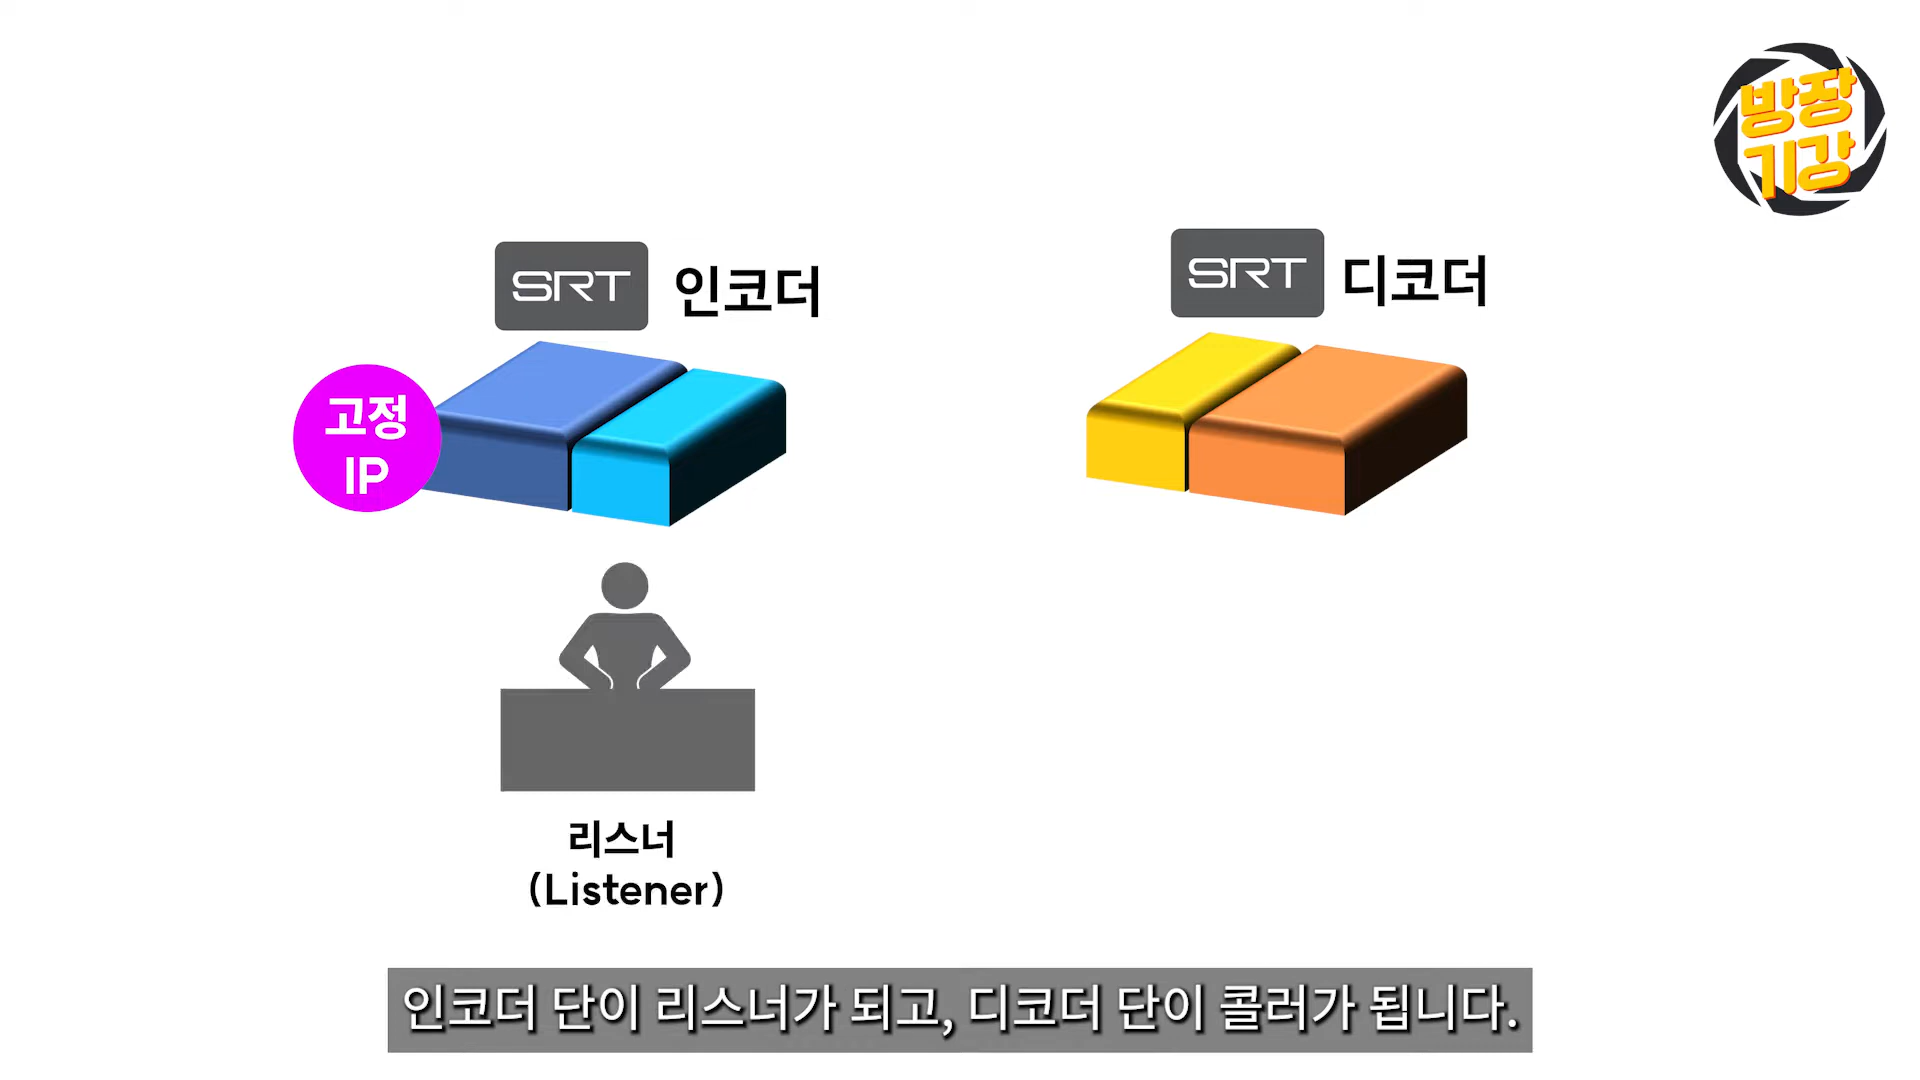 방장
기강
SRT 인코더
SRT 디코더
고정
IP
리스너
(Listener)
인코더 단이 리스너가 되고, 디코더 단이 콜러가 됩니다.